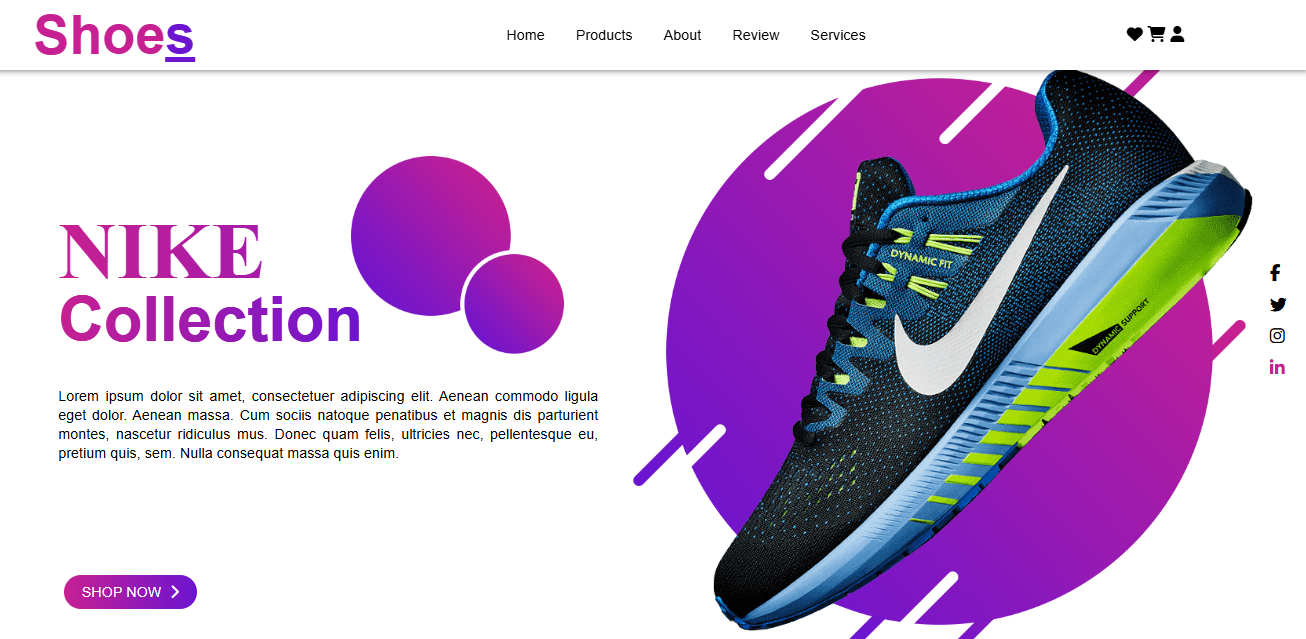 Shoes
Home Products About Review Services
NIKE
Collection
Lorem ipsum dolor sit amet, consectetuer adipiscing elit. Aenean commodo ligula
eget dolor. Aenean massa. Cum sociis natoque penatibus et magnis dis parturient
montes, nascetur ridiculus mus. Donec quam felis, ultricies nec, pellentesque eu,
pretium quis, sem. Nulla consequat massa quis enim.
SHOP NOW
DYNAMIC FIT
DYNAMIC SUPPORT